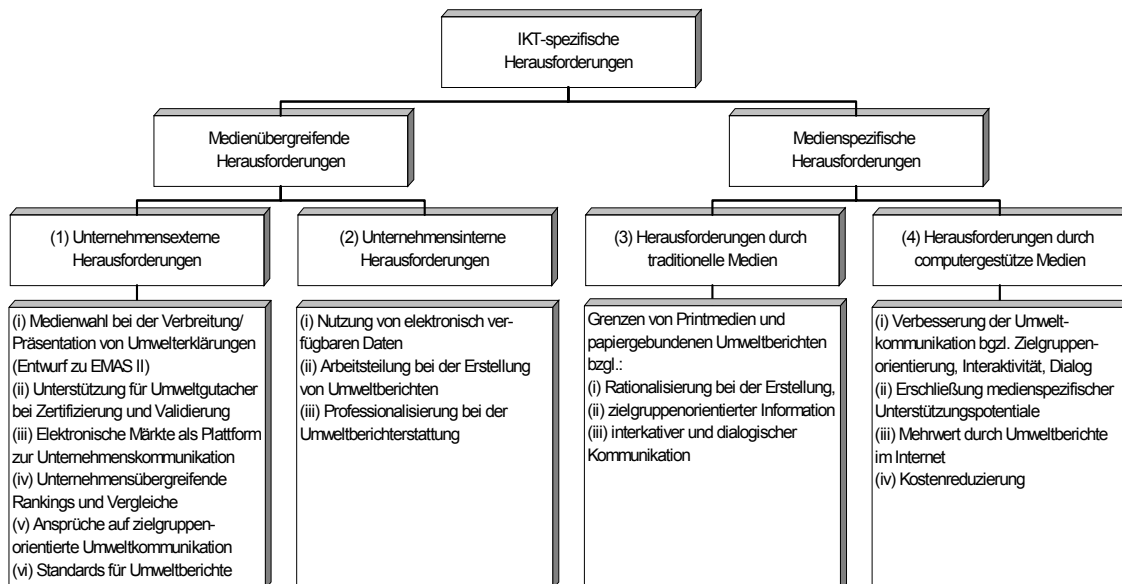 IKT-spezifische
Herausforderungen
Medienübergreifende
Herausforderungen
Medienspezifische
Herausforderungen
(1) Unternehmensexterne
Herausforderungen
(2) Unternehmensinterne
Herausforderungen
(3) Herausforderungen durch
traditionelle Medien
(4) Herausforderungen durch
computergestütze Medien
(i) Medienwahl bei der Verbreitung/
Präsentation von Umwelterklärungen
(Entwurf zu EMAS II)
(ii) Unterstützung für Umweltgutacher
bei Zertifizierung und Validierung
(iii) Elektronische Märkte als Plattform
zur Unternehmenskommunikation
(iv) Unternehmensübergreifende
Rankings und Vergleiche
(v) Ansprüche auf zielgruppen-
orientierte Umweltkommunikation
(vi) Standards für Umweltberichte
(i) Nutzung von elektronisch ver-
fügbaren Daten
(ii) Arbeitsteilung bei der Erstellung
von Umweltberichten
(iii) Professionalisierung bei der
Umweltberichterstattung
Grenzen von Printmedien und
papiergebundenen Umweltberichten
bzgl.:
(i) Rationalisierung bei der Erstellung,
(ii) zielgruppenorientierter Information
(iii) interkativer und dialogischer
Kommunikation
(i) Verbesserung der Umwelt-
kommunikation bgzl. Zielgruppen-
orientierung, Interaktivität, Dialog
(ii) Erschließung medienspezifischer
Unterstützungspotentiale
(iii) Mehrwert durch Umweltberichte
im Internet
(iv) Kostenreduzierung